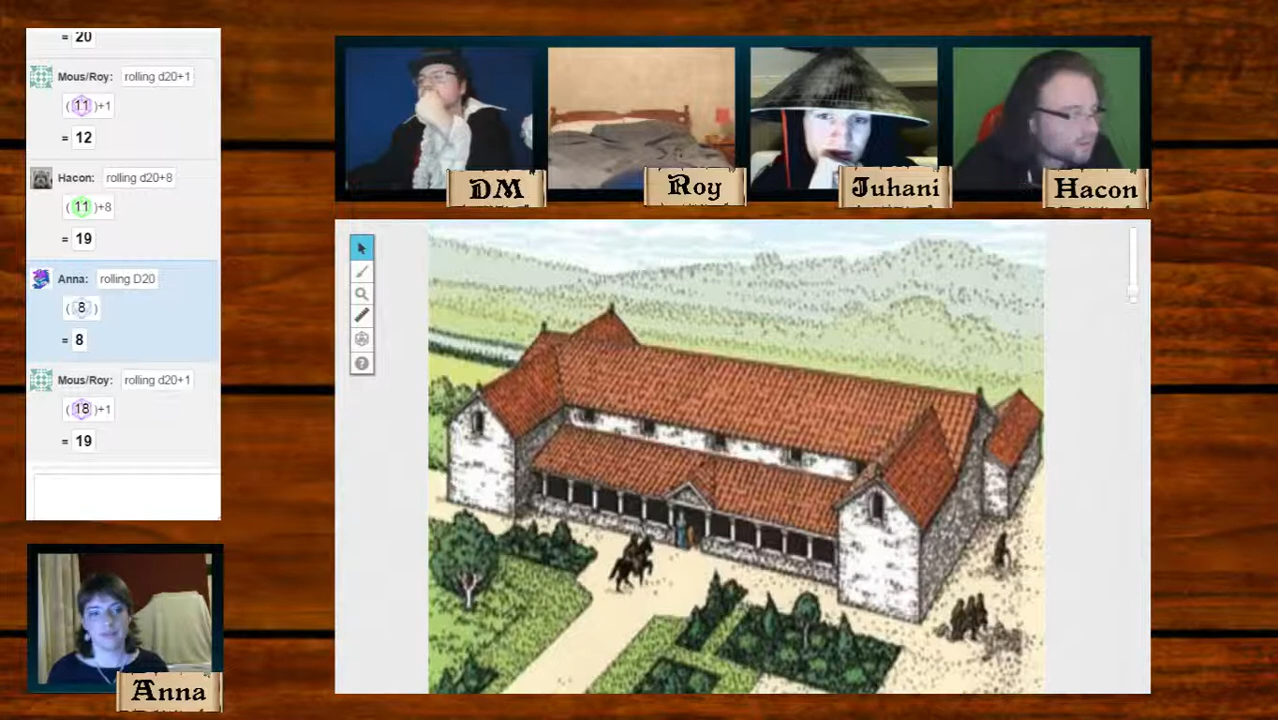 = 20
Mous/Roy: rolling d20+1
(11)+1
= 12
Hacon: rolling d20+8
(11)+8
= 19
Anna: rolling D20
(8)
= 8
Mous/Roy: rolling d20+1
(18)+1
= 19
DM
Roy
Juhani
Hacon
?
Anna